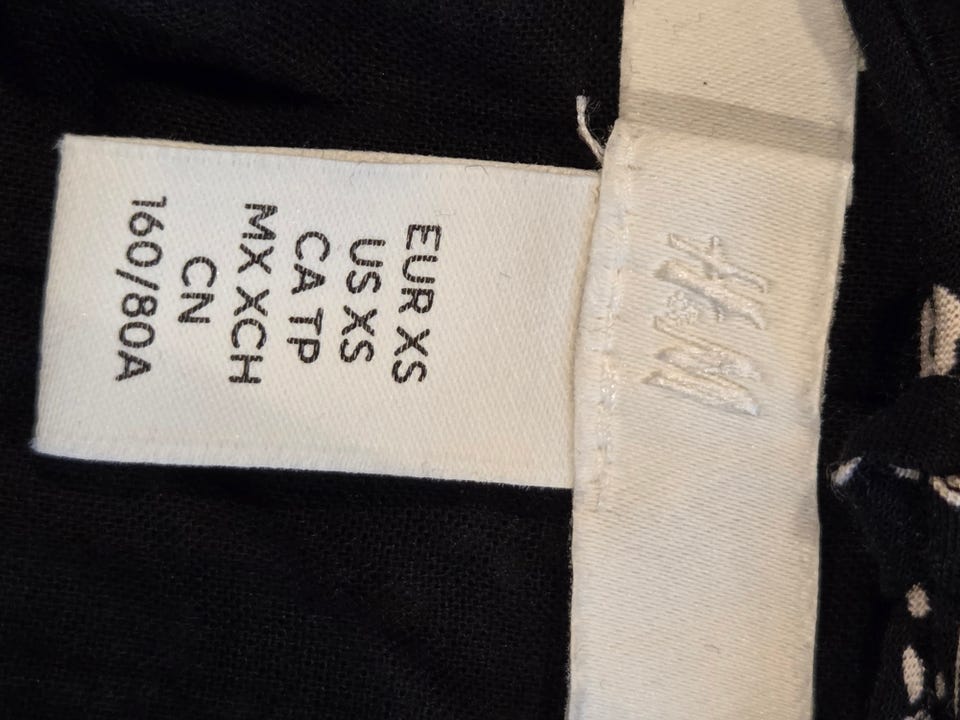 H&M
EUR XS
US XS
CA TP
MX XCH
CN
160/80A